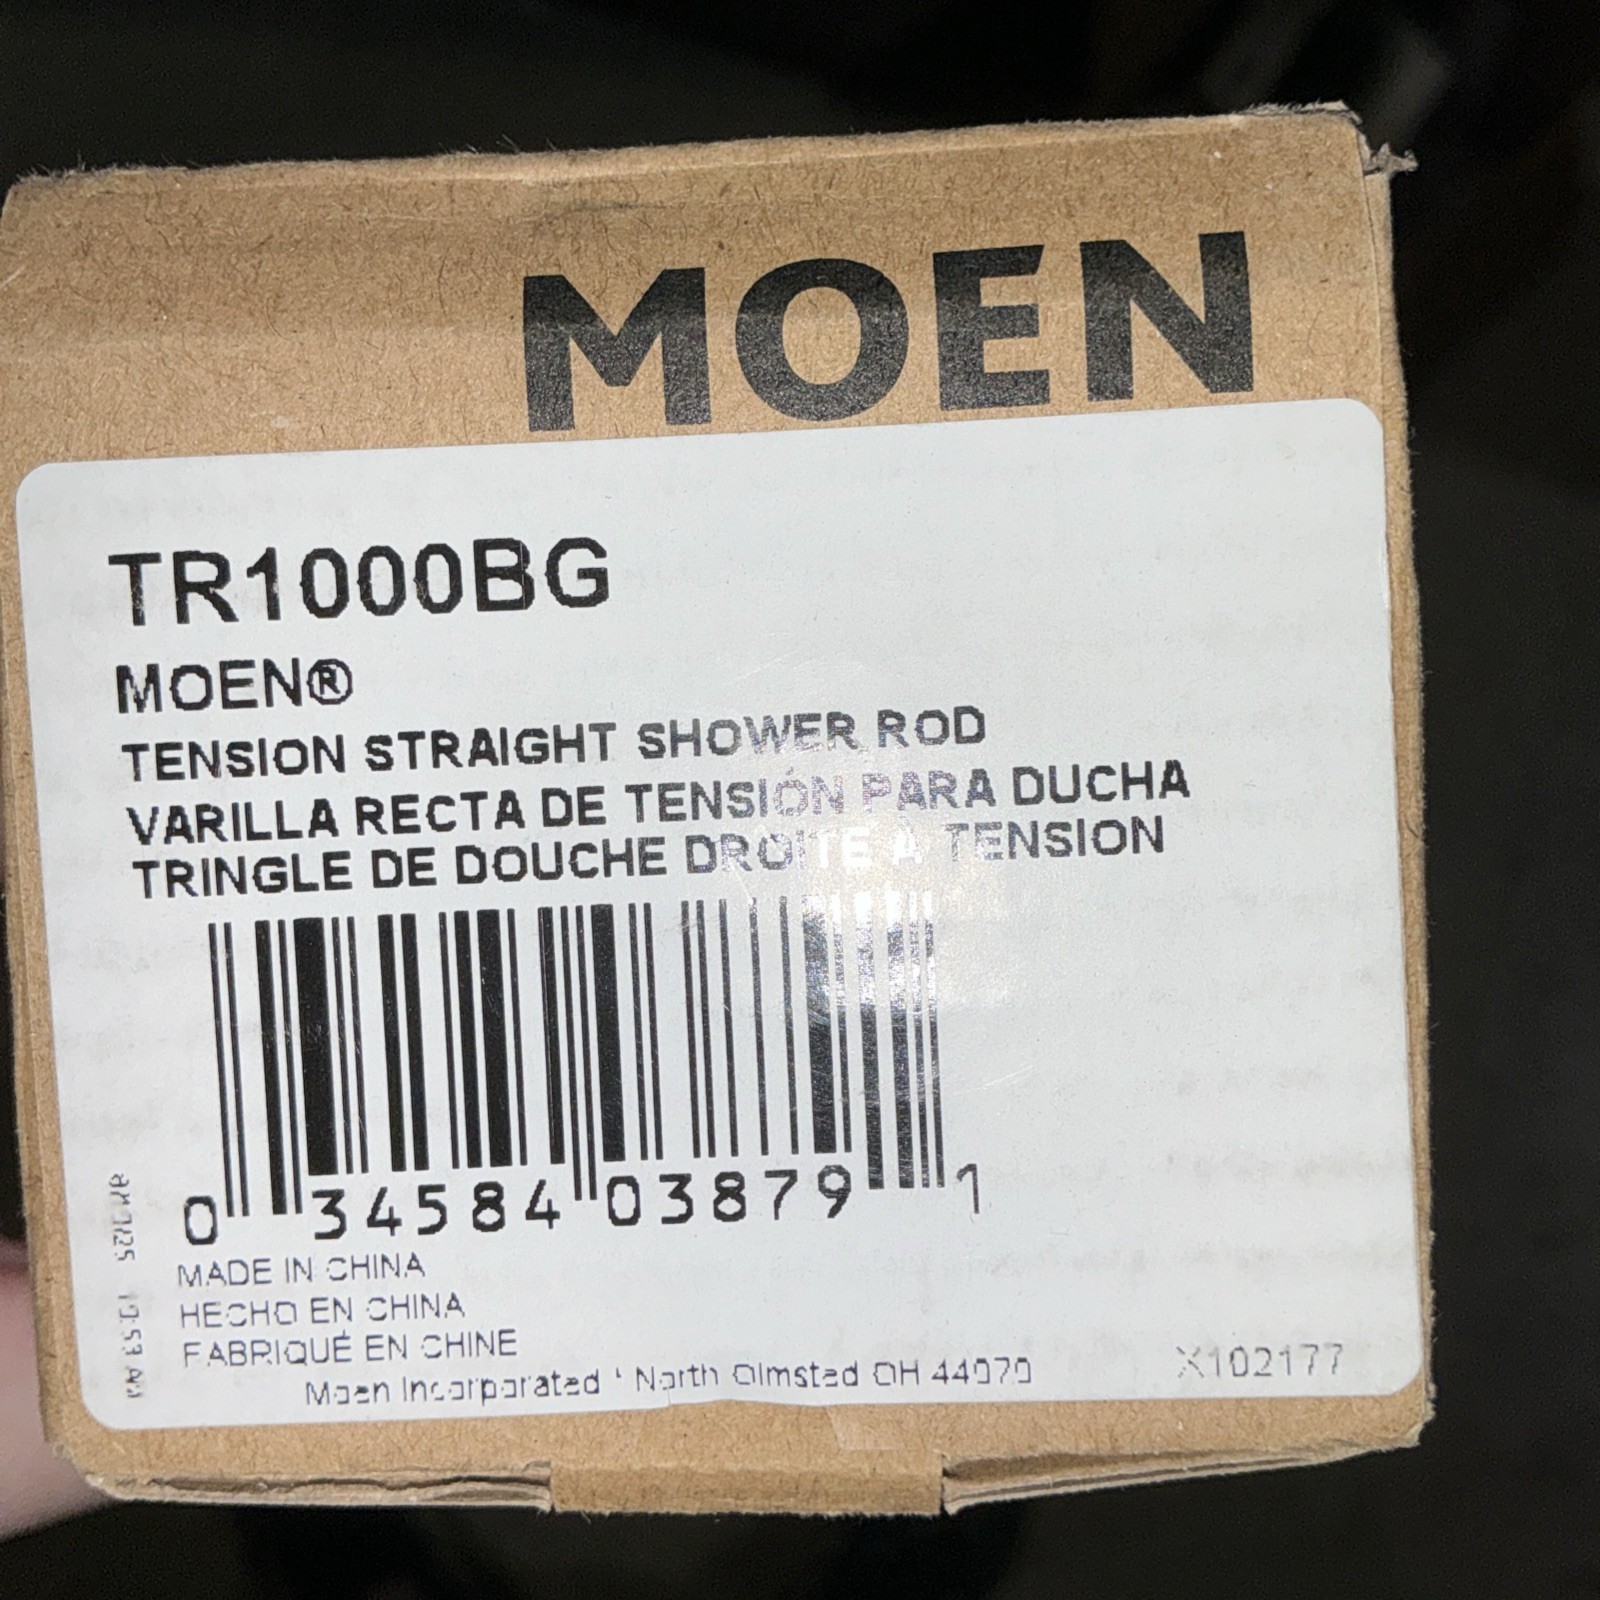 MOEN
TR1000BG
MOEN®
TENSION STRAIGHT SHOWER ROD
VARILLA RECTA DE TENSIÓN PARA DUCHA
TRINGLE DE DOUCHE DROITE À TENSION
0 34584 03879 1
MADE IN CHINA
HECHO EN CHINA
FABRIQUÉ EN CHINE
Moen Incorporated ' North Olmsted OH 44070
X102177